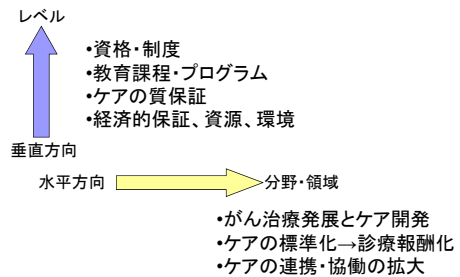 レベル
•資格・制度
•教育課程・プログラム
•ケアの質保証
•経済的保証、資源、環境
垂直方向
水平方向
分野・領域
•がん治療発展とケア開発
•ケアの標準化→診療報酬化
•ケアの連携・協働の拡大